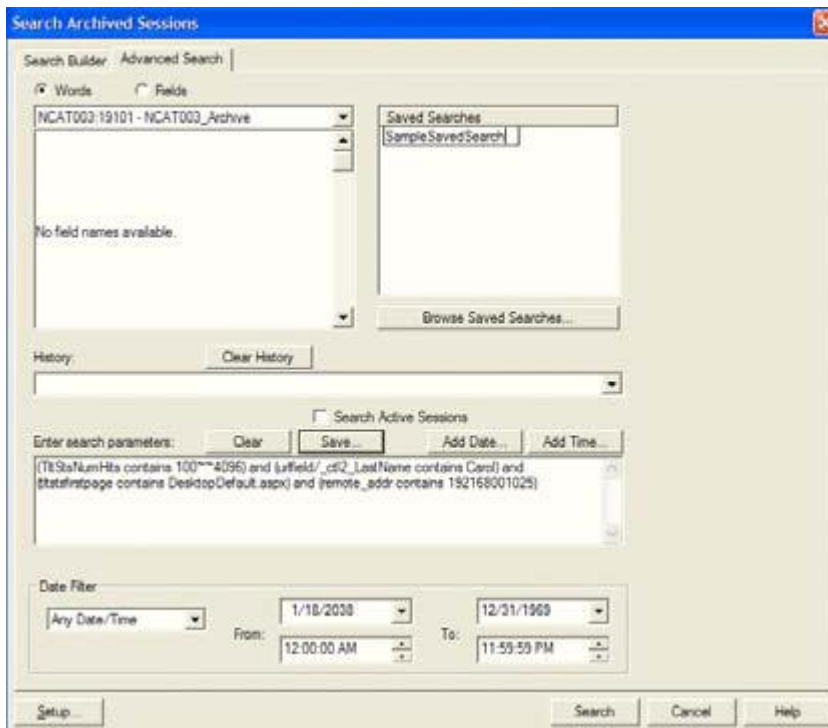 Search Archived Sessions
Search Builder Advanced Search
Words Fields
NCAT003:19101 - NCAT003_Archive
Saved Searches
SampleSavedSearch
No field names available.
Browse Saved Searches...
History: Clear History
Search Active Sessions
Enter search parameters: Clear Save... Add Date... Add Time...
(TltStsNumHits contains 100~~4096) and (urlfield/_ctl2_LastName contains Carol) and
(tltstsfirstpage contains DesktopDefault.aspx) and (remote_addr contains 192168001025)
Date Filter
Any Date/Time From: 1/18/2038 To: 12/31/1969
12:00:00 AM 11:59:59 PM
Setup... Search Cancel Help